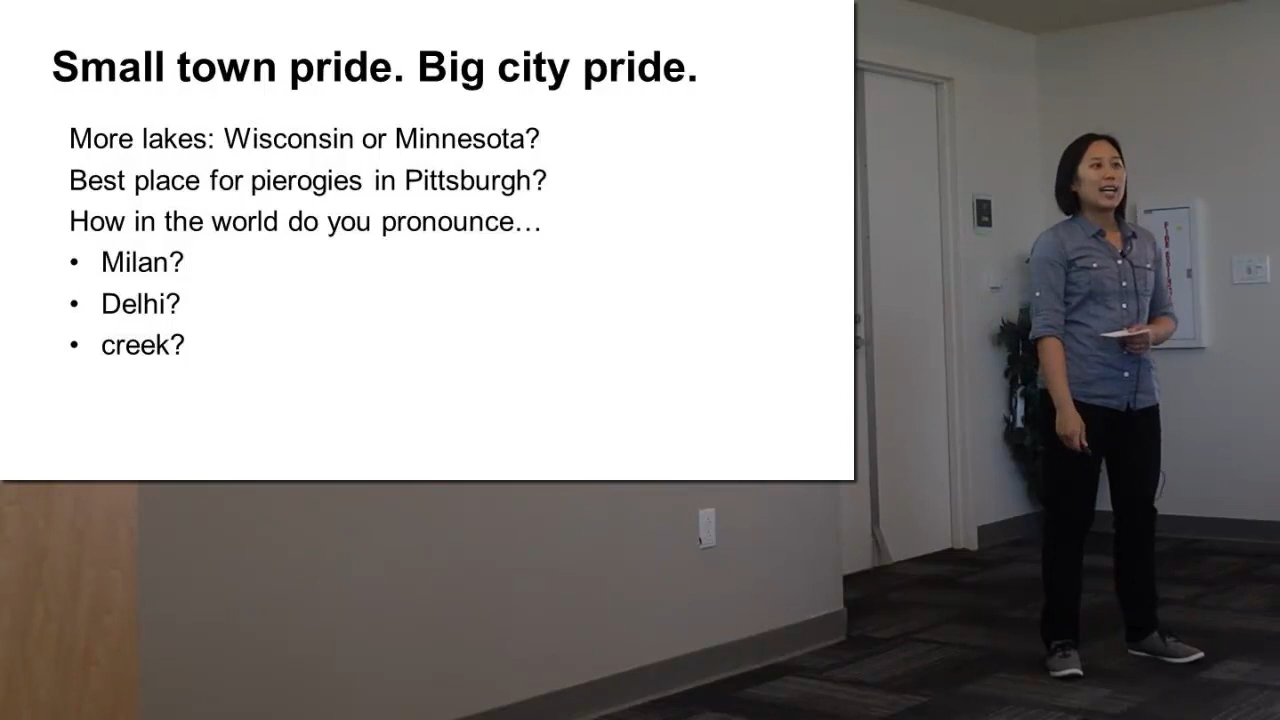 Small town pride. Big city pride.
More lakes: Wisconsin or Minnesota?
Best place for pierogies in Pittsburgh?
How in the world do you pronounce…
• Milan?
• Delhi?
• creek?